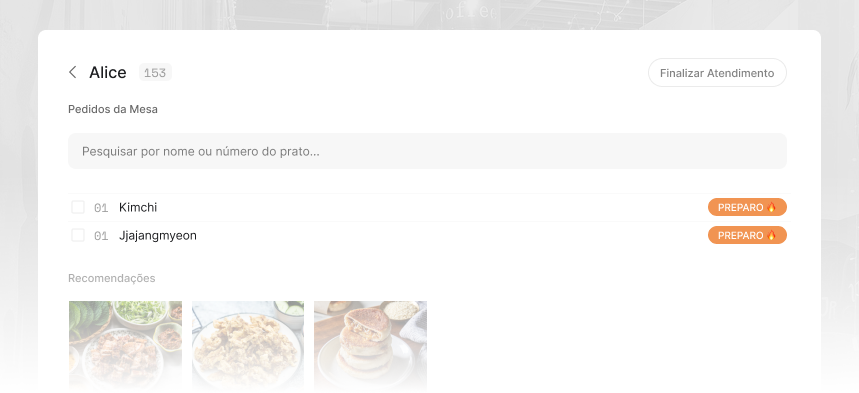 Alice 153
Finalizar Atendimento
Pedidos da Mesa
Pesquisar por nome ou número do prato...
01 Kimchi PREPARO 🔥
01 Jjajangmyeon PREPARO 🔥
Recomendações